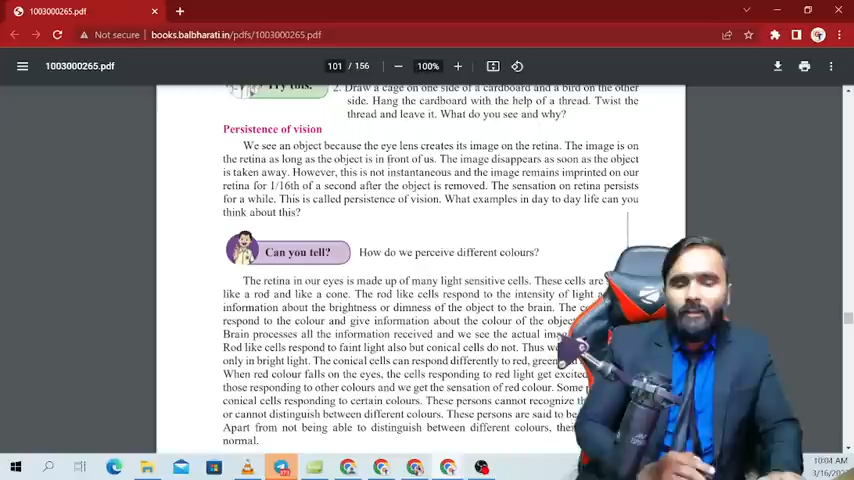 1003000265.pdf
Not secure books.balbharati.in/pdfs/1003000265.pdf
1003000265.pdf 101 / 156 100%
Try this.
2. Draw a cage on one side of a cardboard and a bird on the other
side. Hang the cardboard with the help of a thread. Twist the
thread and leave it. What do you see and why?
Persistence of vision
We see an object because the eye lens creates its image on the retina. The image is on
the retina as long as the object is in front of us. The image disappears as soon as the object
is taken away. However, this is not instantaneous and the image remains imprinted on our
retina for 1/16th of a second after the object is removed. The sensation on retina persists
for a while. This is called persistence of vision. What examples in day to day life can you
think about this?
Can you tell? How do we perceive different colours?
The retina in our eyes is made up of many light sensitive cells. These cells are
like a rod and like a cone. The rod like cells respond to the intensity of light
information about the brightness or dimness of the object to the brain. The
respond to the colour and give information about the colour of the
Brain processes all the information received and we see the actual
Rod like cells respond to faint light also but conical cells do not. Thus
only in bright light. The conical cells can respond differently to red,
When red colour falls on the eyes, the cells responding to red light get
those responding to other colours and we get the sensation of red colour. Some
conical cells responding to certain colours. These persons cannot recognize
or cannot distinguish between different colours. These persons are said to be
Apart from not being able to distinguish between different colours,
normal.
10:04 AM
3/16/